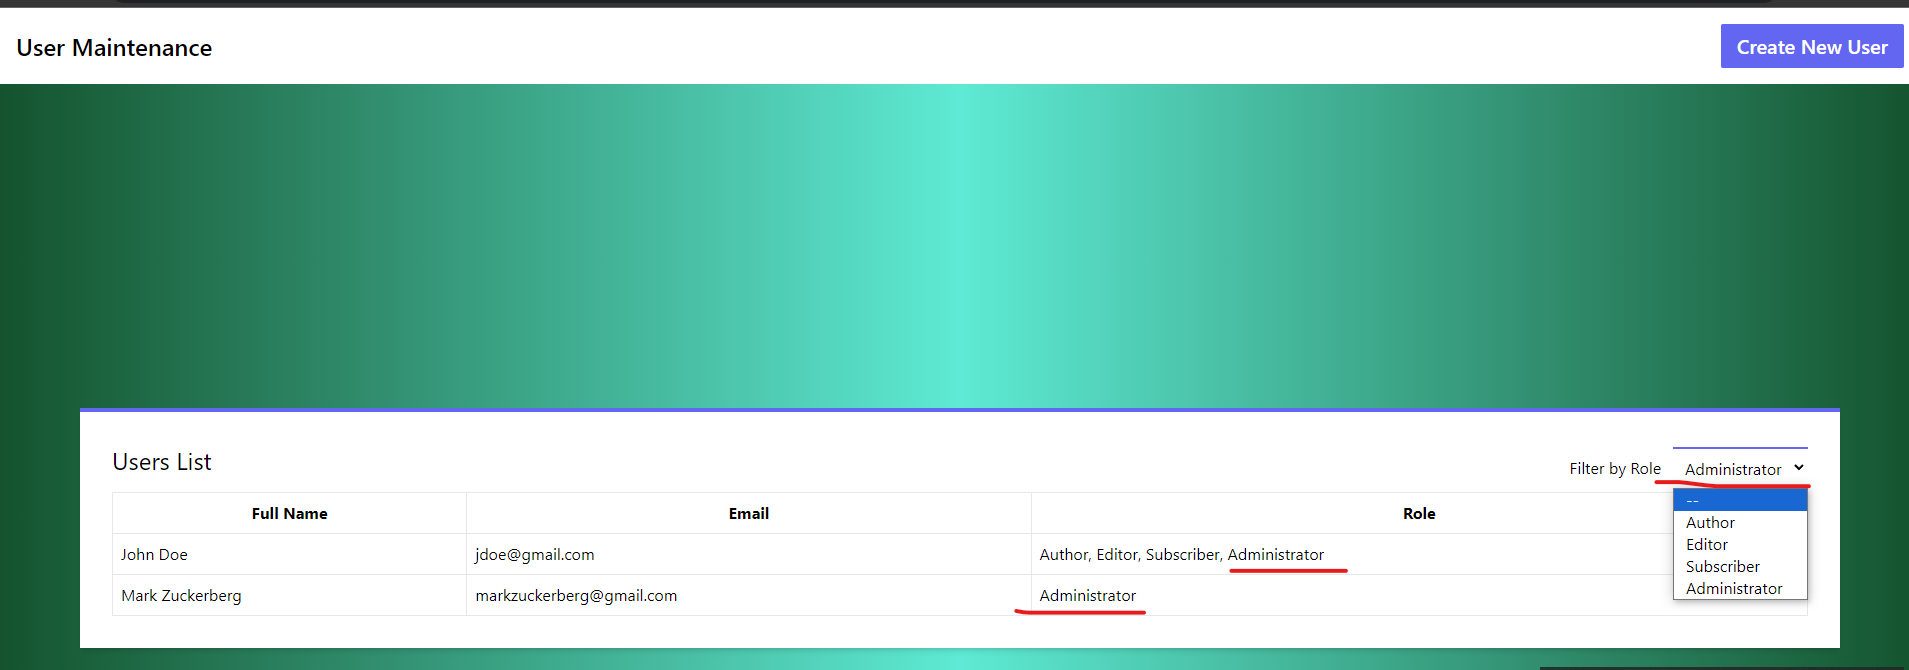 User Maintenance
Create New User
Users List
Filter by Role
Administrator
--
Author
Editor
Subscriber
Administrator
Full Name Email Role
John Doe jdoe@gmail.com Author, Editor, Subscriber, Administrator
Mark Zuckerberg markzuckerberg@gmail.com Administrator